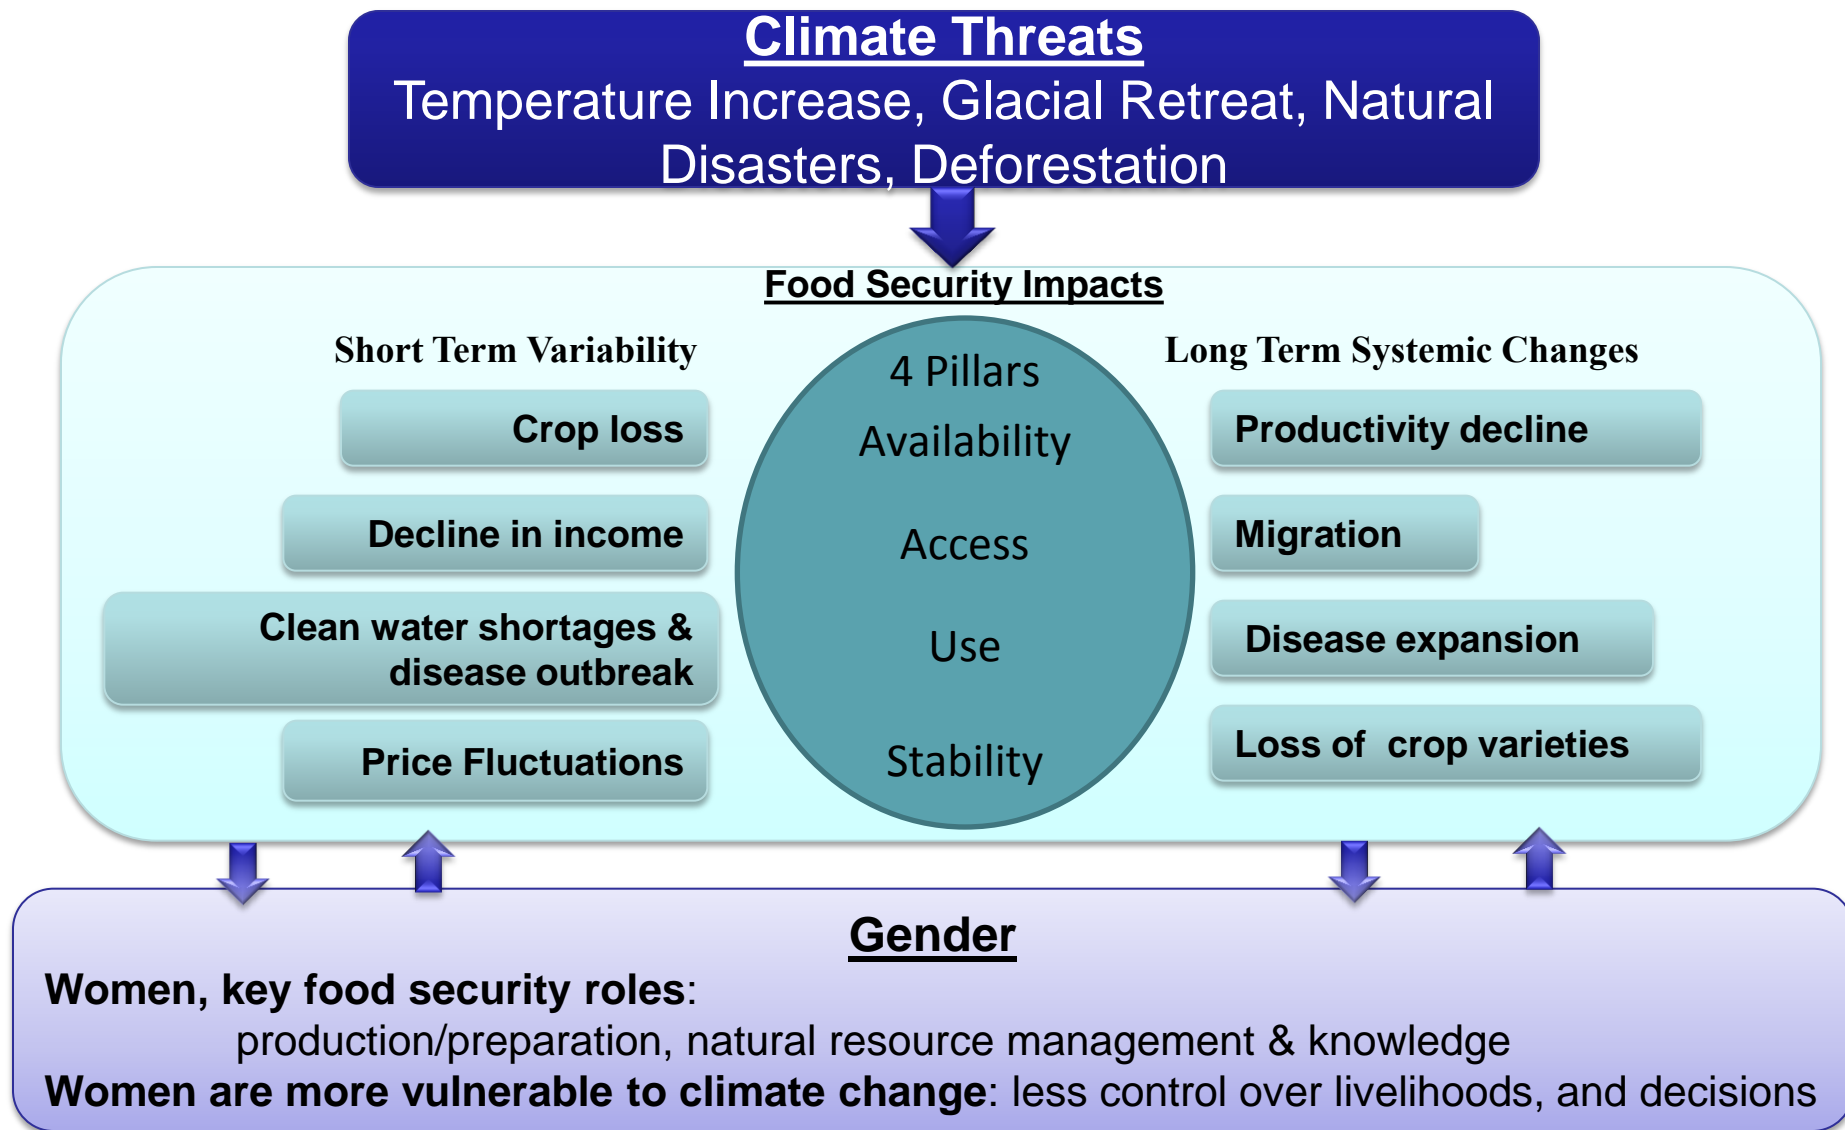 Climate Threats
Temperature Increase, Glacial Retreat, Natural
Disasters, Deforestation
Food Security Impacts
Short Term Variability
Crop loss
Decline in income
Clean water shortages &
disease outbreak
Price Fluctuations
4 Pillars
Availability
Access
Use
Stability
Long Term Systemic Changes
Productivity decline
Migration
Disease expansion
Loss of crop varieties
Gender
Women, key food security roles:
production/preparation, natural resource management & knowledge
Women are more vulnerable to climate change: less control over livelihoods, and decisions